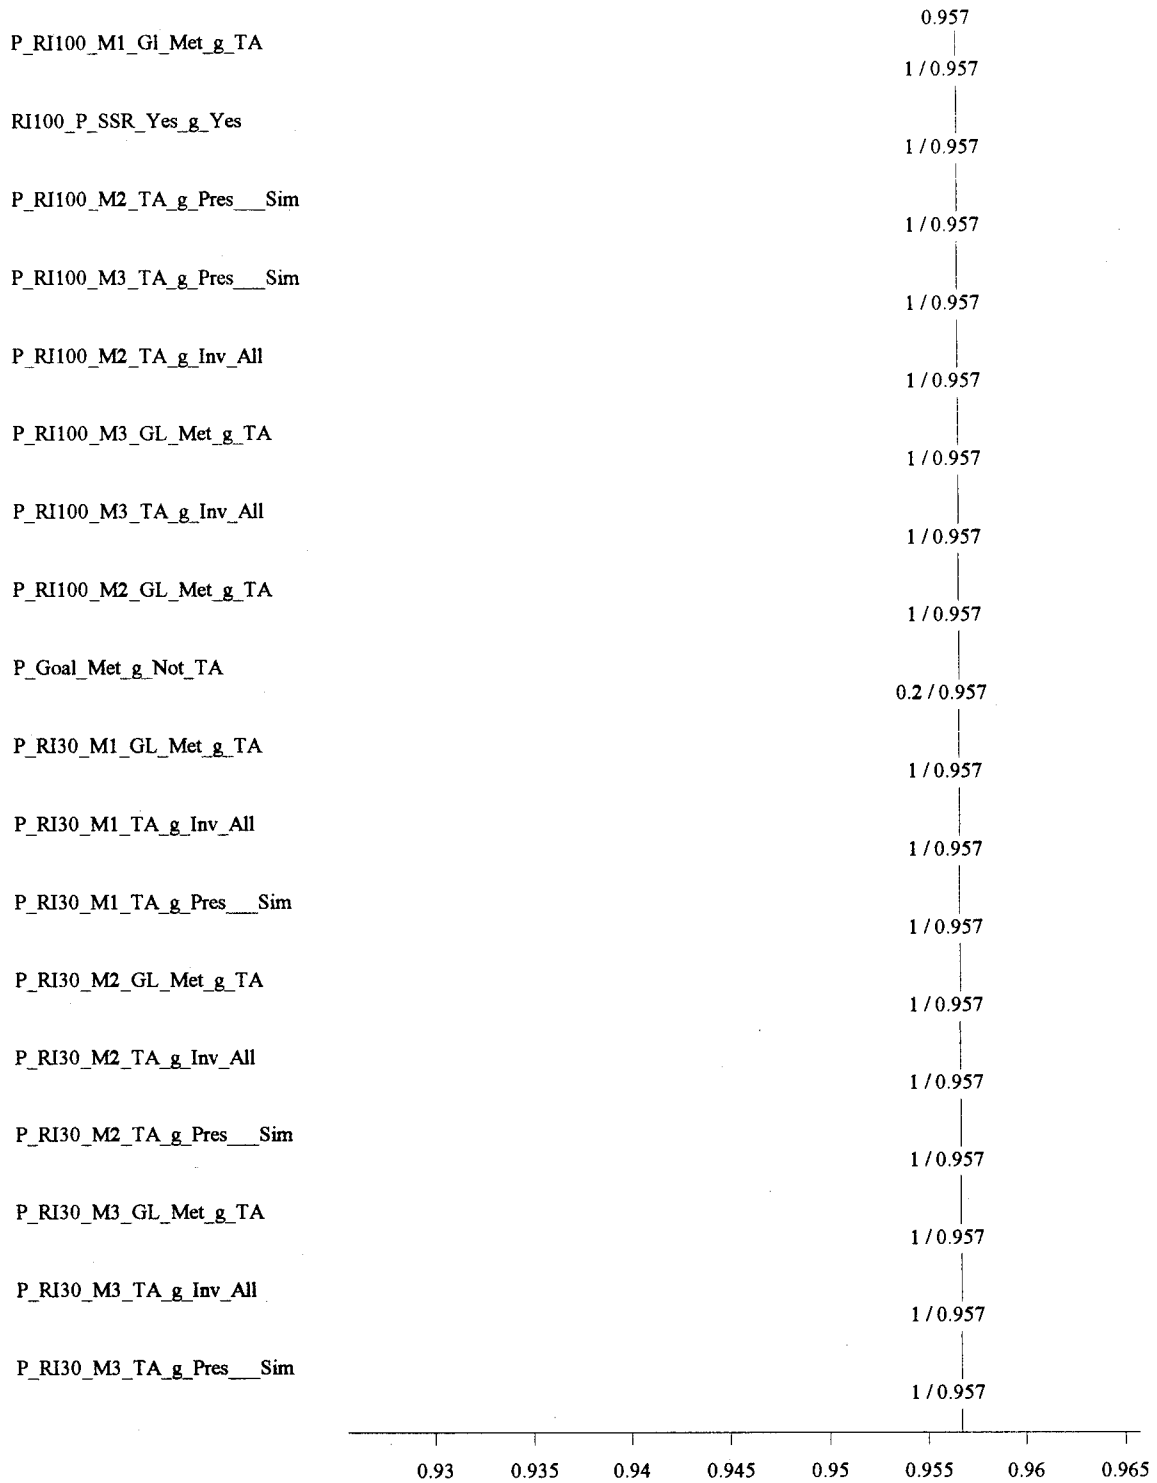 0.957
P_RI100_M1_Gl_Met_g_TA
1 / 0.957
RI100_P_SSR_Yes_g_Yes
1 / 0.957
P_RI100_M2_TA_g_Pres___Sim
1 / 0.957
P_RI100_M3_TA_g_Pres___Sim
1 / 0.957
P_RI100_M2_TA_g_Inv_All
1 / 0.957
P_RI100_M3_GL_Met_g_TA
1 / 0.957
P_RI100_M3_TA_g_Inv_All
1 / 0.957
P_RI100_M2_GL_Met_g_TA
1 / 0.957
P_Goal_Met_g_Not_TA
0.2 / 0.957
P_RI30_M1_GL_Met_g_TA
1 / 0.957
P_RI30_M1_TA_g_Inv_All
1 / 0.957
P_RI30_M1_TA_g_Pres___Sim
1 / 0.957
P_RI30_M2_GL_Met_g_TA
1 / 0.957
P_RI30_M2_TA_g_Inv_All
1 / 0.957
P_RI30_M2_TA_g_Pres___Sim
1 / 0.957
P_RI30_M3_GL_Met_g_TA
1 / 0.957
P_RI30_M3_TA_g_Inv_All
1 / 0.957
P_RI30_M3_TA_g_Pres___Sim
1 / 0.957
0.93 0.935 0.94 0.945 0.95 0.955 0.96 0.965